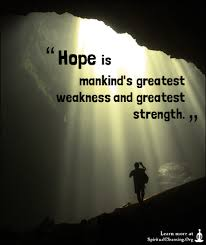 “ Hope is
mankind's greatest
weakness and greatest
strength. ”
Learn more at
SpiritualCleansing.Org